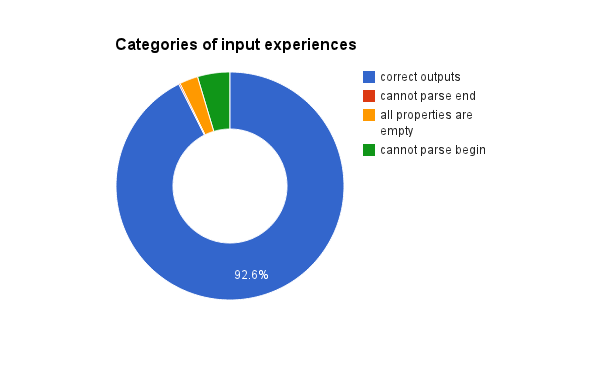 Categories of input experiences
correct outputs
cannot parse end
all properties are
empty
cannot parse begin
92.6%